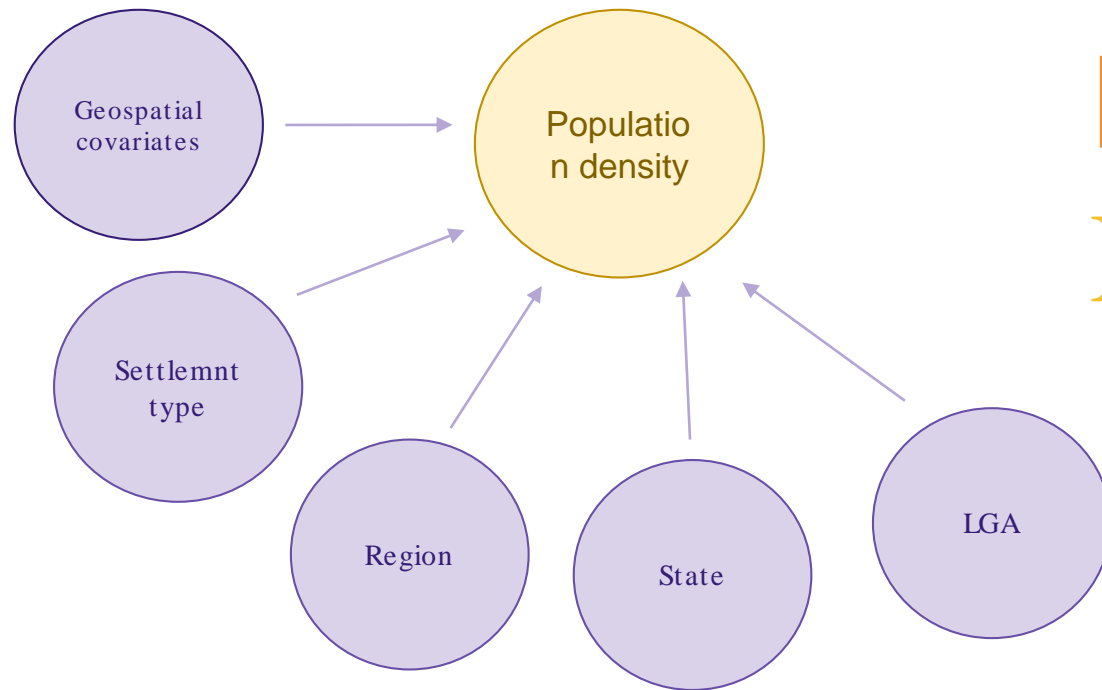 Geospatial
covariates
Populatio
n density
Settlemnt
type
Region
State
LGA